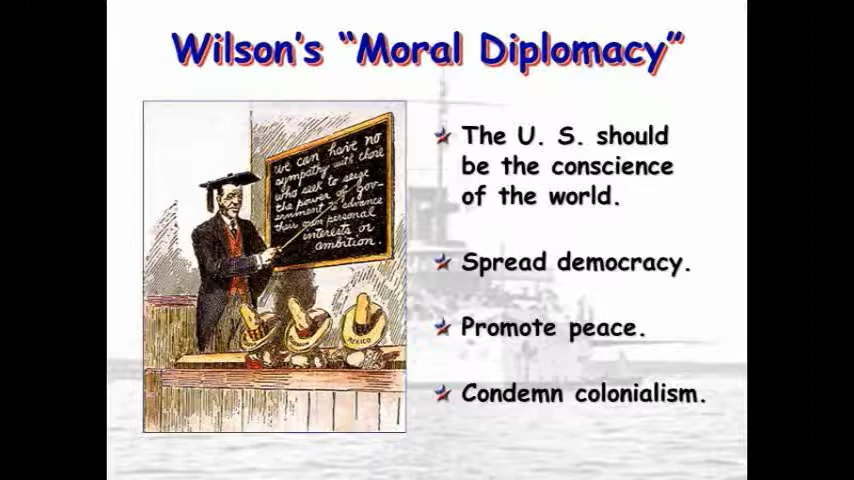 Wilson's “Moral Diplomacy”
we can have no
sympathy with those
who seek to seize
the power of gov-
ernment to advance
their own personal
interests or
ambition.
MEXICO
The U. S. should
be the conscience
of the world.
Spread democracy.
Promote peace.
Condemn colonialism.